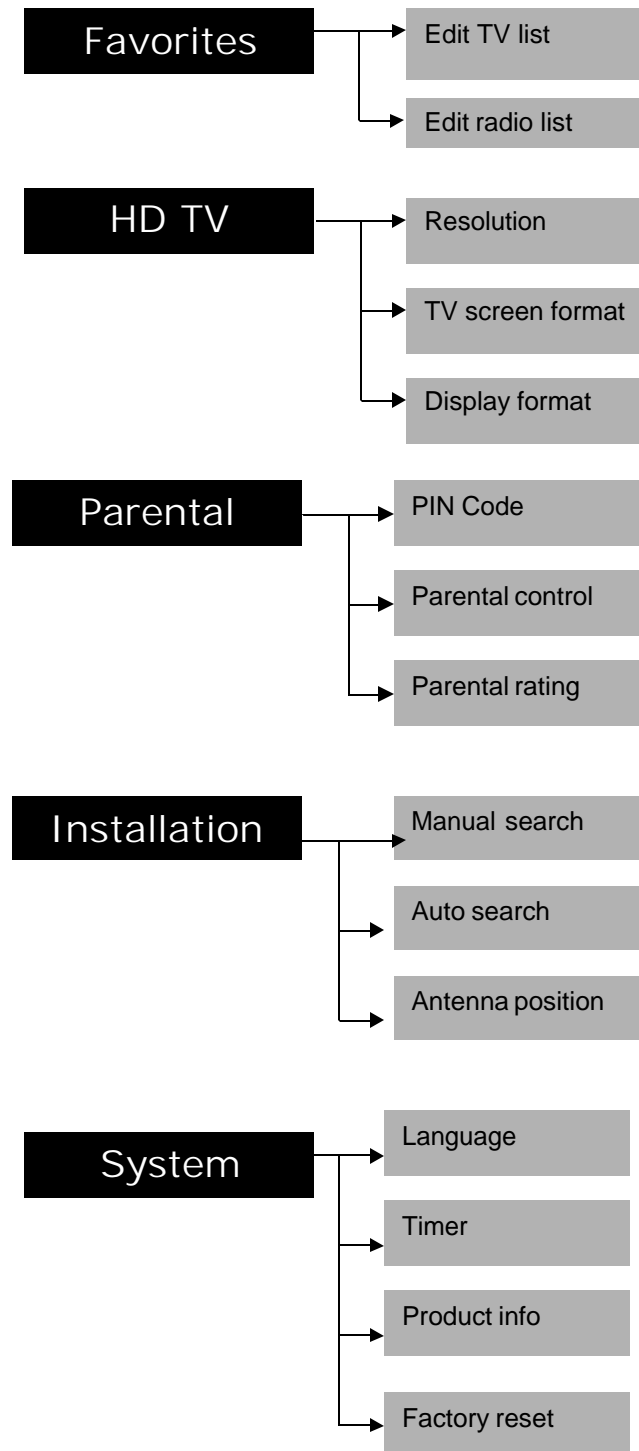 Favorites
Edit TV list
Edit radio list
HD TV
Resolution
TV screen format
Display format
Parental
PIN Code
Parental control
Parental rating
Installation
Manual search
Auto search
Antenna position
System
Language
Timer
Product info
Factory reset